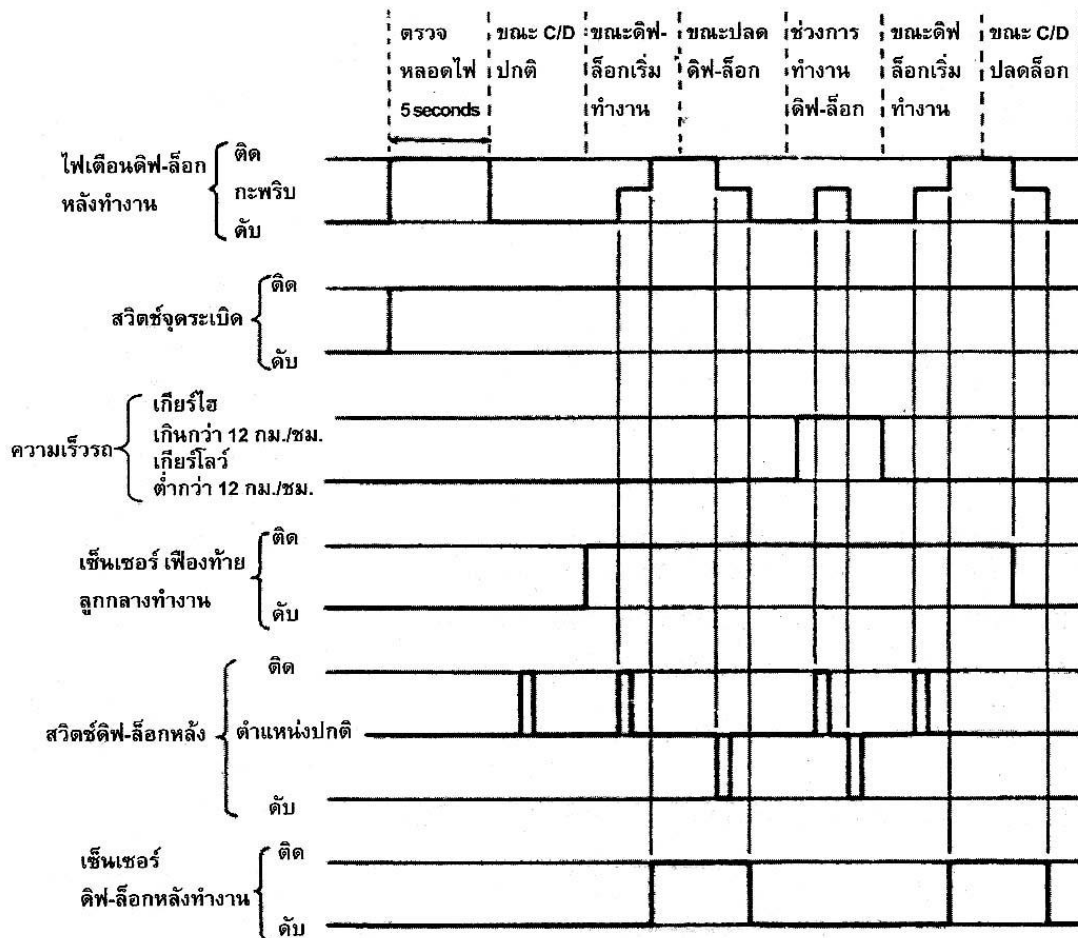 ตรวจ
หลอดไฟ
5 seconds
ขณะ C/D
ปกติ
ขณะดิฟ-
ล็อกเริ่ม
ทำงาน
ขณะปลด
ดิฟ-ล็อก
ช่วงการ
ทำงาน
ดิฟ-ล็อก
ขณะดิฟ
ล็อกเริ่ม
ทำงาน
ขณะ C/D
ปลดล็อก
ไฟเตือนดิฟ-ล็อก
หลังทำงาน
ติด
กะพริบ
ดับ
สวิตช์จุดระเบิด
ติด
ดับ
ความเร็วรถ
เกียร์ไฮ
เกินกว่า 12 กม./ชม.
เกียร์โลว์
ต่ำกว่า 12 กม./ชม.
เซ็นเซอร์ เฟืองท้าย
ลูกกลางทำงาน
ติด
ดับ
สวิตช์ดิฟ-ล็อกหลัง
ติด
ตำแหน่งปกติ
ดับ
เซ็นเซอร์
ดิฟ-ล็อกหลังทำงาน
ติด
ดับ